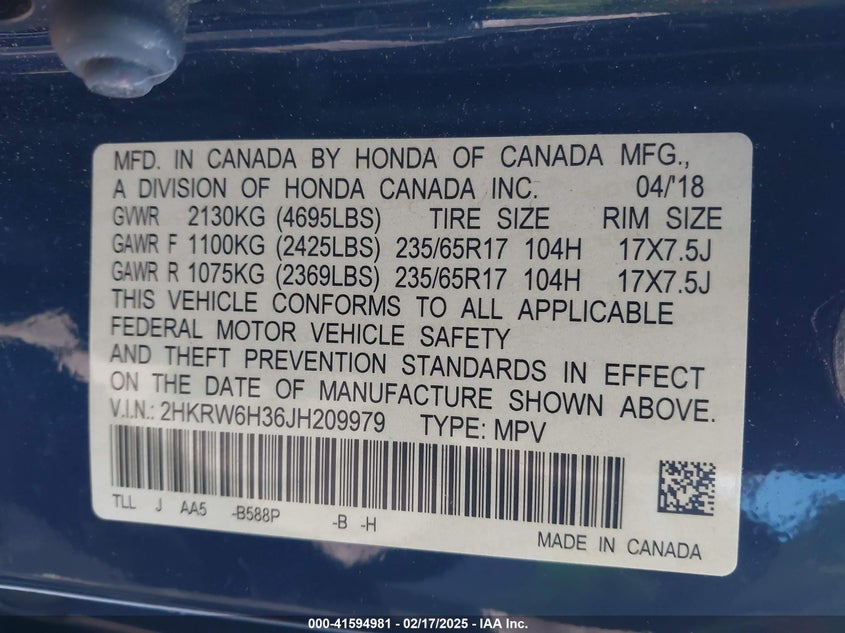 MFD. IN CANADA BY HONDA OF CANADA MFG.,
A DIVISION OF HONDA CANADA INC. 04/'18
GVWR 2130KG (4695LBS) TIRE SIZE RIM SIZE
GAWR F 1100KG (2425LBS) 235/65R17 104H 17X7.5J
GAWR R 1075KG (2369LBS) 235/65R17 104H 17X7.5J
THIS VEHICLE CONFORMS TO ALL APPLICABLE
FEDERAL MOTOR VEHICLE SAFETY
AND THEFT PREVENTION STANDARDS IN EFFECT
ON THE DATE OF MANUFACTURE SHOWN ABOVE.
V.I.N.: 2HKRW6H36JH209979 TYPE: MPV
TLL J AA5 -B588P -B -H
MADE IN CANADA
000-41594981 - 02/17/2025 - IAA Inc.